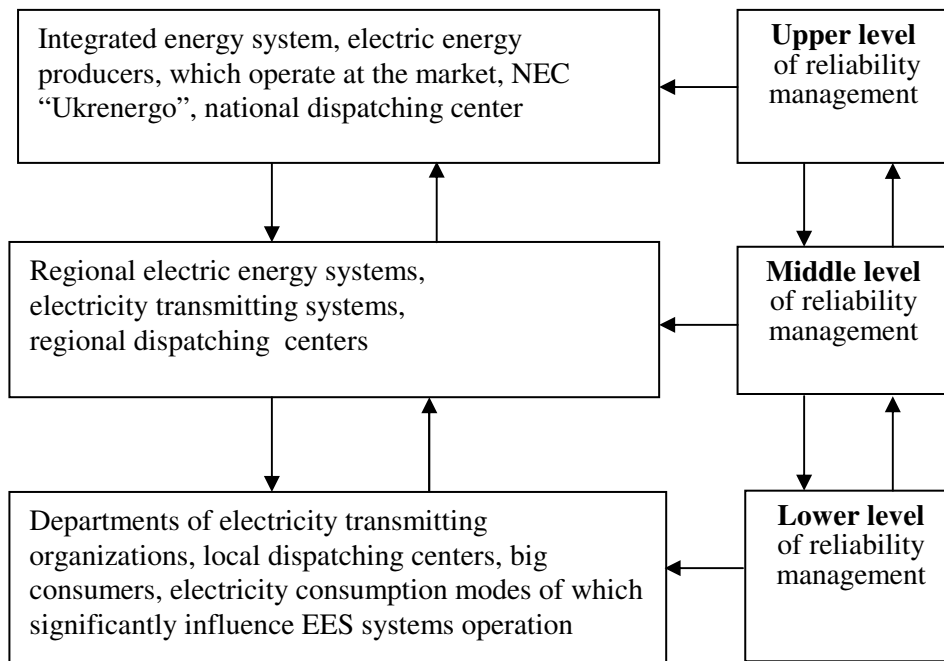 Integrated energy system, electric energy
producers, which operate at the market, NEC
“Ukrenergo”, national dispatching center
Upper level
of reliability
management
Regional electric energy systems,
electricity transmitting systems,
regional dispatching centers
Middle level
of reliability
management
Departments of electricity transmitting
organizations, local dispatching centers, big
consumers, electricity consumption modes of which
significantly influence EES systems operation
Lower level
of reliability
management